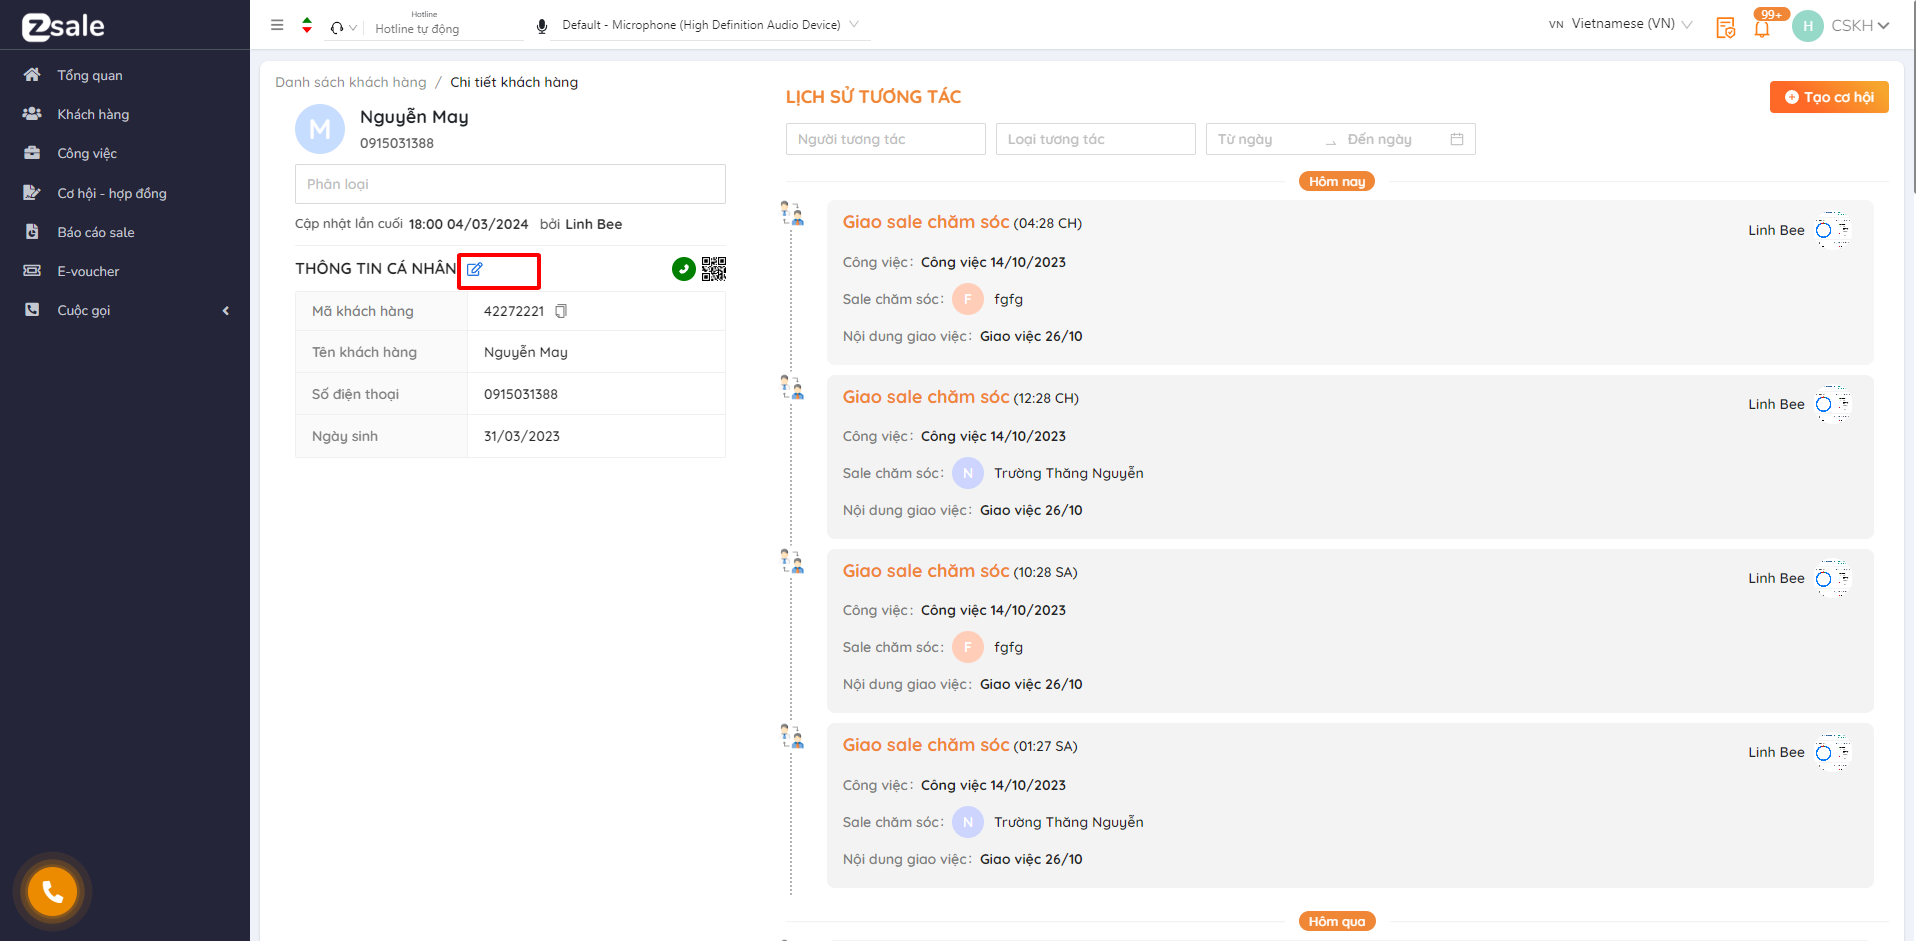 Zsale
Tổng quan
Khách hàng
Công việc
Cơ hội - hợp đồng
Báo cáo sale
E-voucher
Cuộc gọi
Hotline
Hotline tự động
Default - Microphone (High Definition Audio Device)
VN Vietnamese (VN)
99+
H CSKH
Danh sách khách hàng / Chi tiết khách hàng
M
Nguyễn May
0915031388
Phân loại
Cập nhật lần cuối 18:00 04/03/2024 bởi Linh Bee
THÔNG TIN CÁ NHÂN
Mã khách hàng 42272221
Tên khách hàng Nguyễn May
Số điện thoại 0915031388
Ngày sinh 31/03/2023
LỊCH SỬ TƯƠNG TÁC
Tạo cơ hội
Người tương tác Loại tương tác Từ ngày → Đến ngày
Hôm nay
Giao sale chăm sóc (04:28 CH) Linh Bee
Công việc: Công việc 14/10/2023
Sale chăm sóc: F fgfg
Nội dung giao việc: Giao việc 26/10
Giao sale chăm sóc (12:28 CH) Linh Bee
Công việc: Công việc 14/10/2023
Sale chăm sóc: N Trường Thăng Nguyễn
Nội dung giao việc: Giao việc 26/10
Giao sale chăm sóc (10:28 SA) Linh Bee
Công việc: Công việc 14/10/2023
Sale chăm sóc: F fgfg
Nội dung giao việc: Giao việc 26/10
Giao sale chăm sóc (01:27 SA) Linh Bee
Công việc: Công việc 14/10/2023
Sale chăm sóc: N Trường Thăng Nguyễn
Nội dung giao việc: Giao việc 26/10
Hôm qua